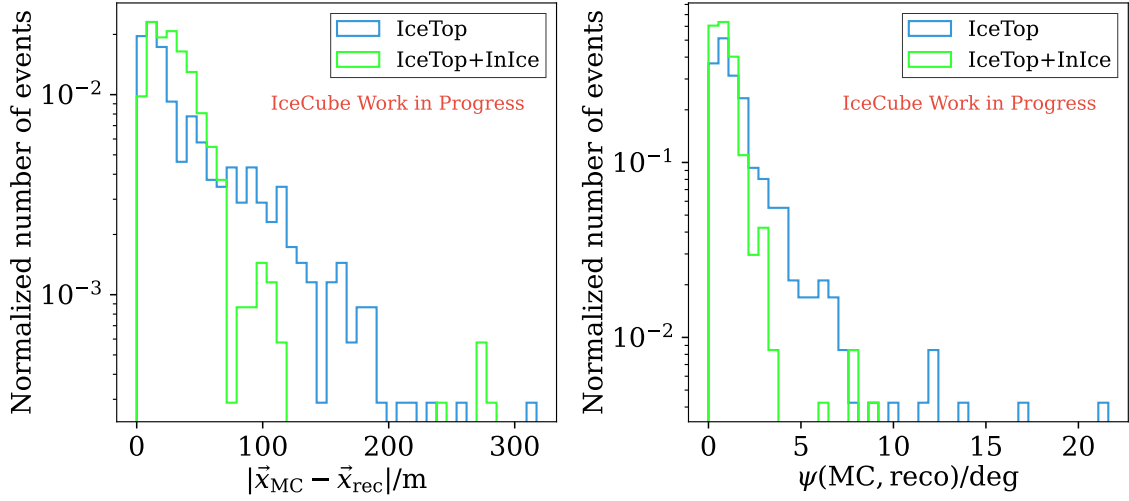 Normalized number of events
10⁻²
10⁻³
0
100
200
300
|x⃗MC − x⃗rec|/m
IceTop
IceTop+InIce
IceCube Work in Progress
Normalized number of events
10⁻¹
10⁻²
0
5
10
15
20
ψ(MC, reco)/deg
IceTop
IceTop+InIce
IceCube Work in Progress